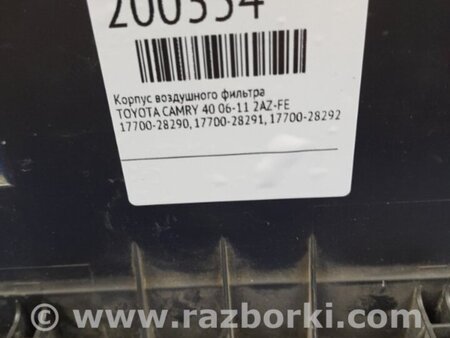 200354
Корпус воздушного фильтра
TOYOTA CAMRY 40 06-11 2AZ-FE
17700-28290, 17700-28291, 17700-28292
www.razborki.com